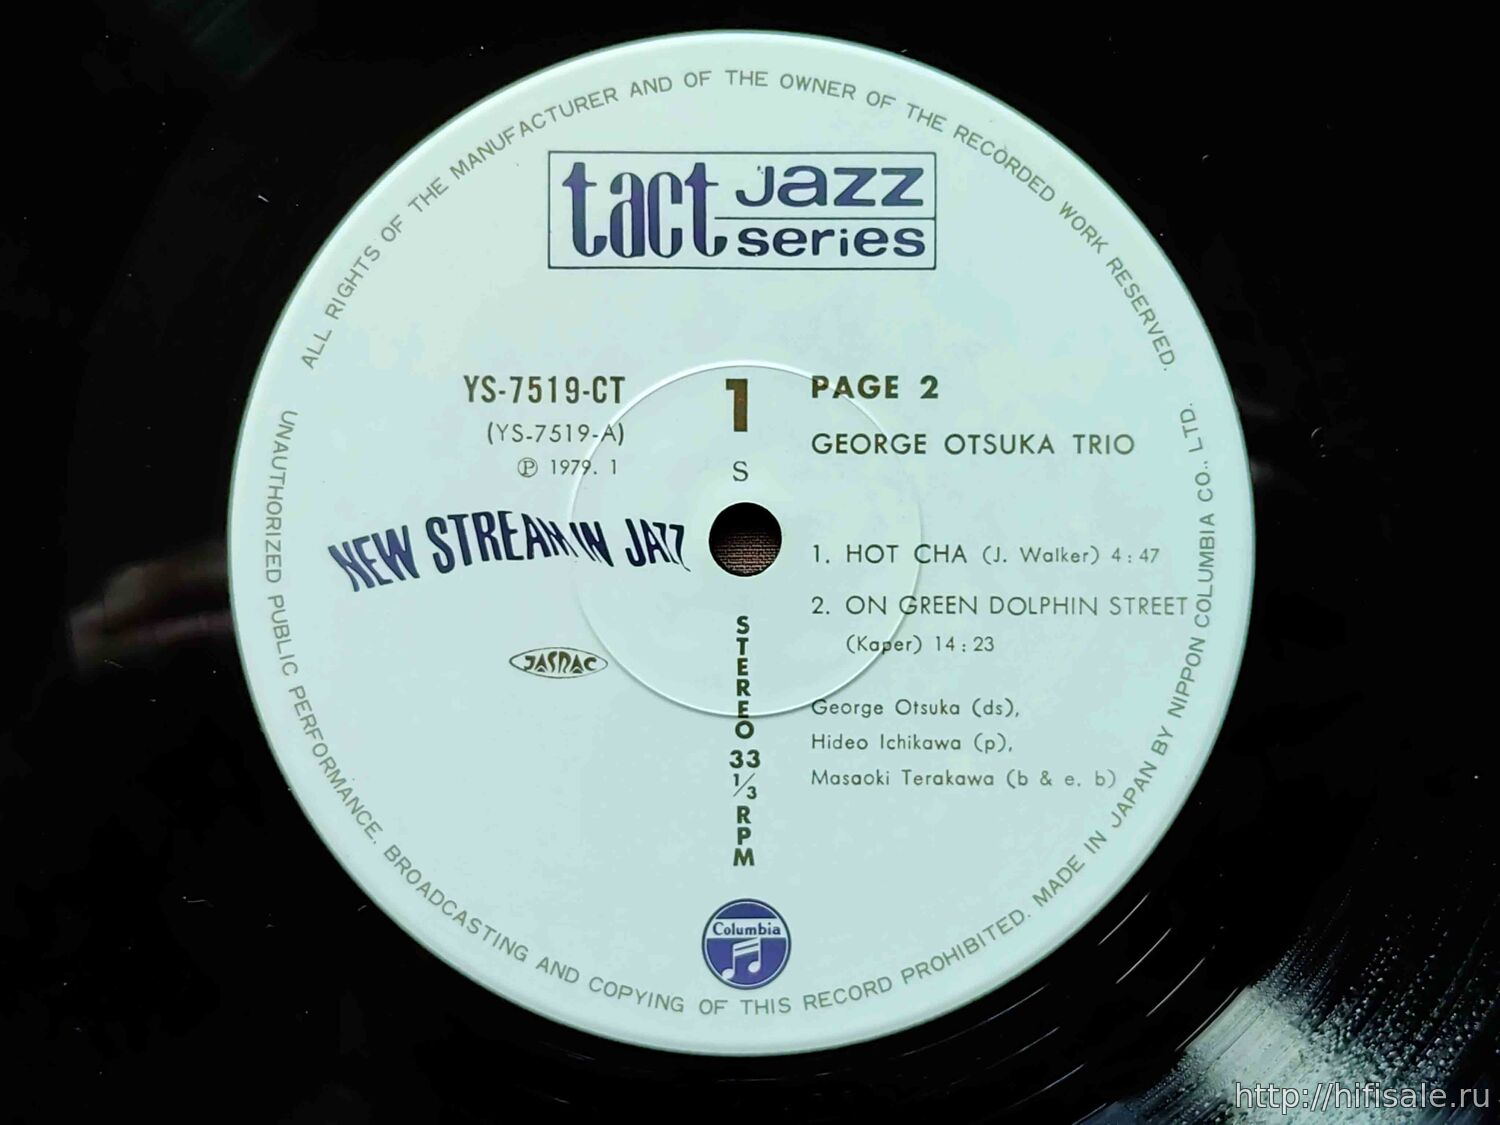 ALL RIGHTS OF THE MANUFACTURER AND OF THE OWNER OF THE RECORDED WORK RESERVED.
tact jazz series
YS-7519-CT
(YS-7519-A)
Ⓟ 1979. 1
NEW STREAM IN JAZZ
JASRAC
1
S
PAGE 2
GEORGE OTSUKA TRIO
1. HOT CHA (J. Walker) 4:47
2. ON GREEN DOLPHIN STREET
(Kaper) 14:23
George Otsuka (ds),
Hideo Ichikawa (p),
Masaoki Terakawa (b & e. b)
STEREO
33
1/3
RPM
Columbia
UNAUTHORIZED PUBLIC PERFORMANCE. BROADCASTING AND COPYING OF THIS RECORD PROHIBITED. MADE IN JAPAN BY NIPPON COLUMBIA CO., LTD.
http://hifisale.ru